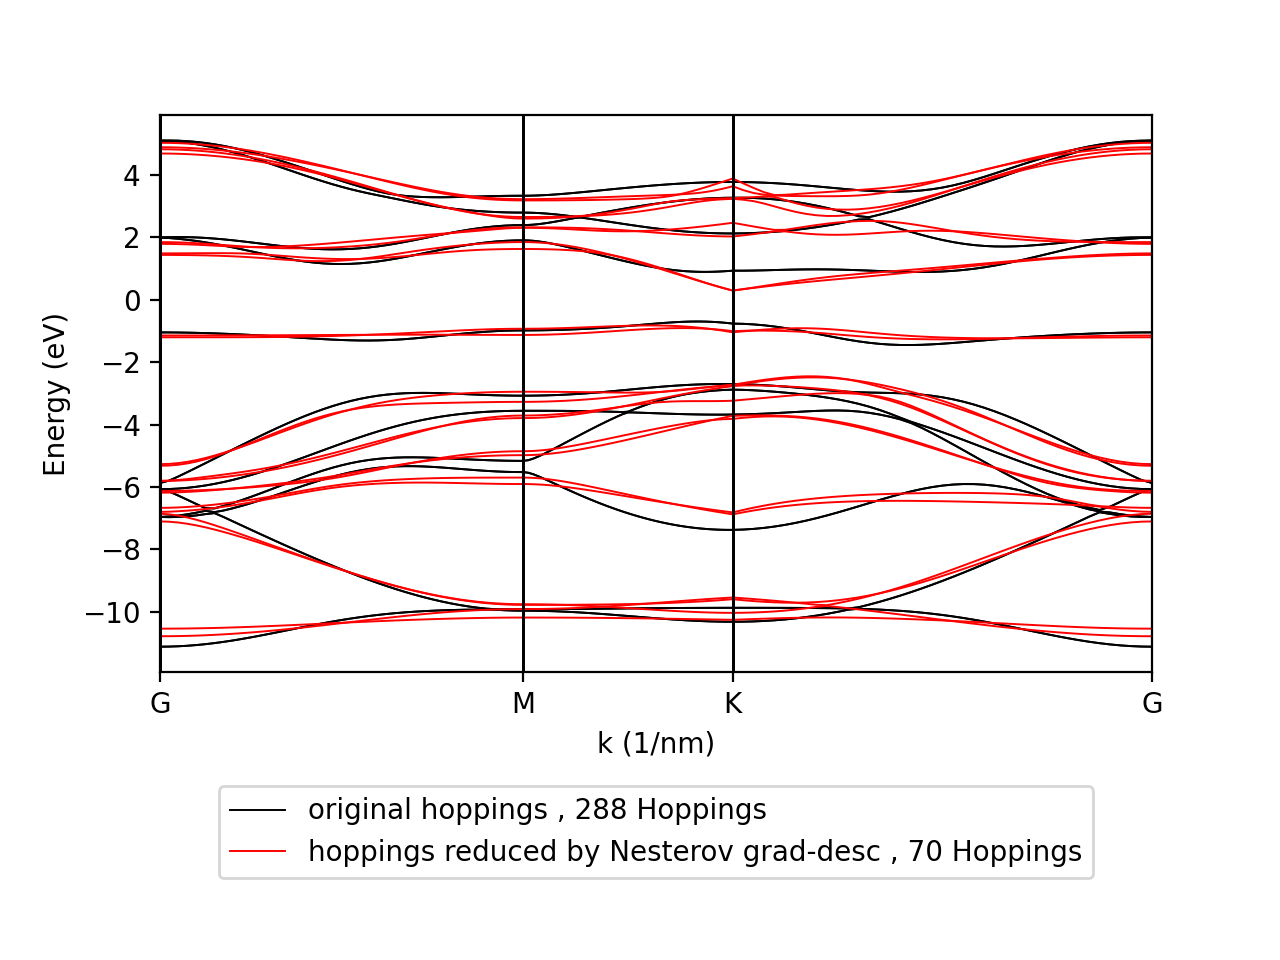 4
2
0
−2
−4
−6
−8
−10
Energy (eV)
G M K G
k (1/nm)
original hoppings , 288 Hoppings
hoppings reduced by Nesterov grad-desc , 70 Hoppings